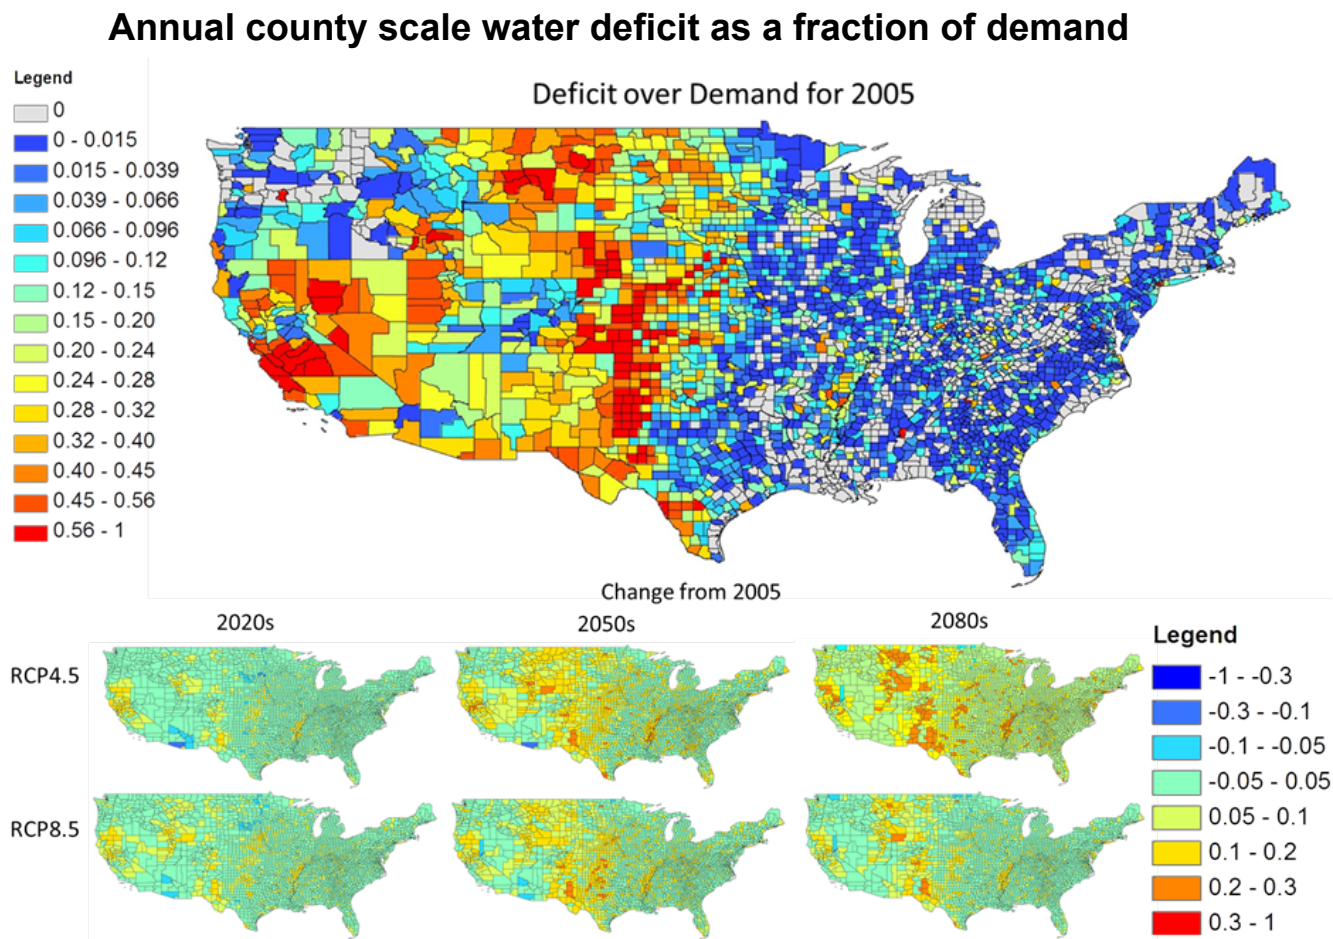 Annual county scale water deficit as a fraction of demand
Legend
0
0 - 0.015
0.015 - 0.039
0.039 - 0.066
0.066 - 0.096
0.096 - 0.12
0.12 - 0.15
0.15 - 0.20
0.20 - 0.24
0.24 - 0.28
0.28 - 0.32
0.32 - 0.40
0.40 - 0.45
0.45 - 0.56
0.56 - 1
Deficit over Demand for 2005
Change from 2005
2020s
2050s
2080s
RCP4.5
RCP8.5
Legend
-1 - -0.3
-0.3 - -0.1
-0.1 - -0.05
-0.05 - 0.05
0.05 - 0.1
0.1 - 0.2
0.2 - 0.3
0.3 - 1